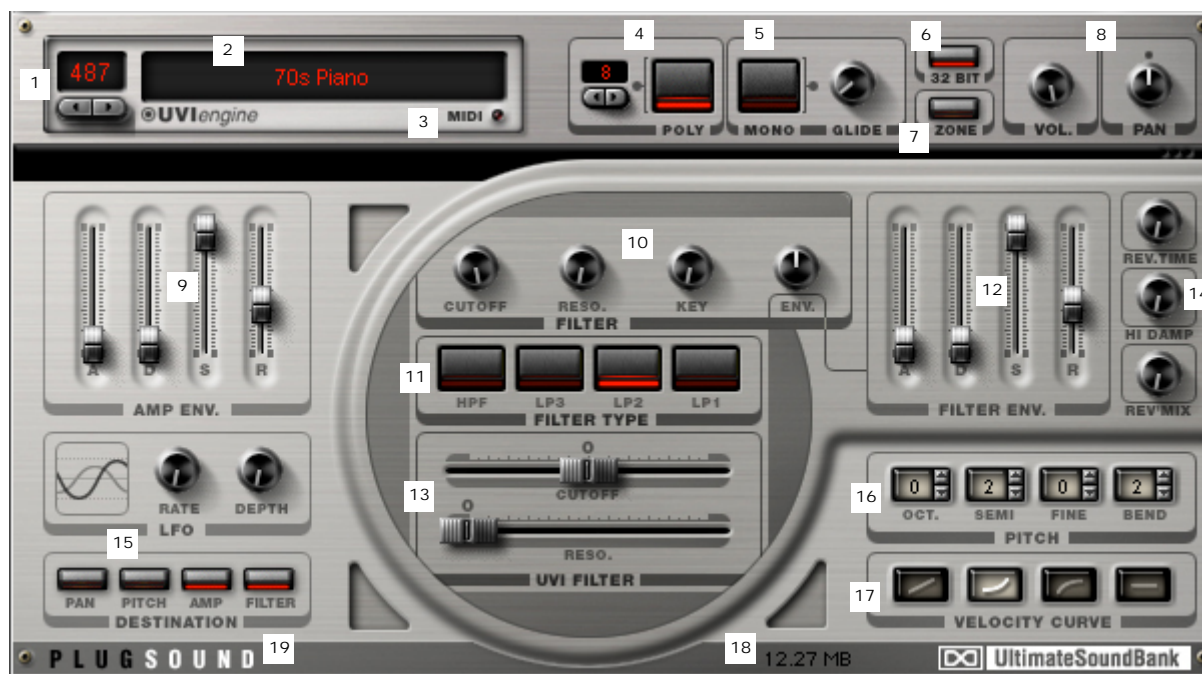 1
487
2
70s Piano
UVIengine
3
MIDI
4
8
POLY
5
MONO
GLIDE
6
32 BIT
7
ZONE
8
VOL.
PAN
9
A D S R
AMP ENV.
10
CUTOFF RESO. KEY ENV.
FILTER
11
HPF LP3 LP2 LP1
FILTER TYPE
12
A D S R
FILTER ENV.
REV.TIME
14
HI DAMP
REV'MIX
13
0
CUTOFF
0
RESO.
UVI FILTER
RATE DEPTH
LFO
15
PAN PITCH AMP FILTER
DESTINATION
16
0 2 0 2
OCT. SEMI FINE BEND
PITCH
17
VELOCITY CURVE
PLUGSOUND
19
18
12.27 MB
UltimateSoundBank